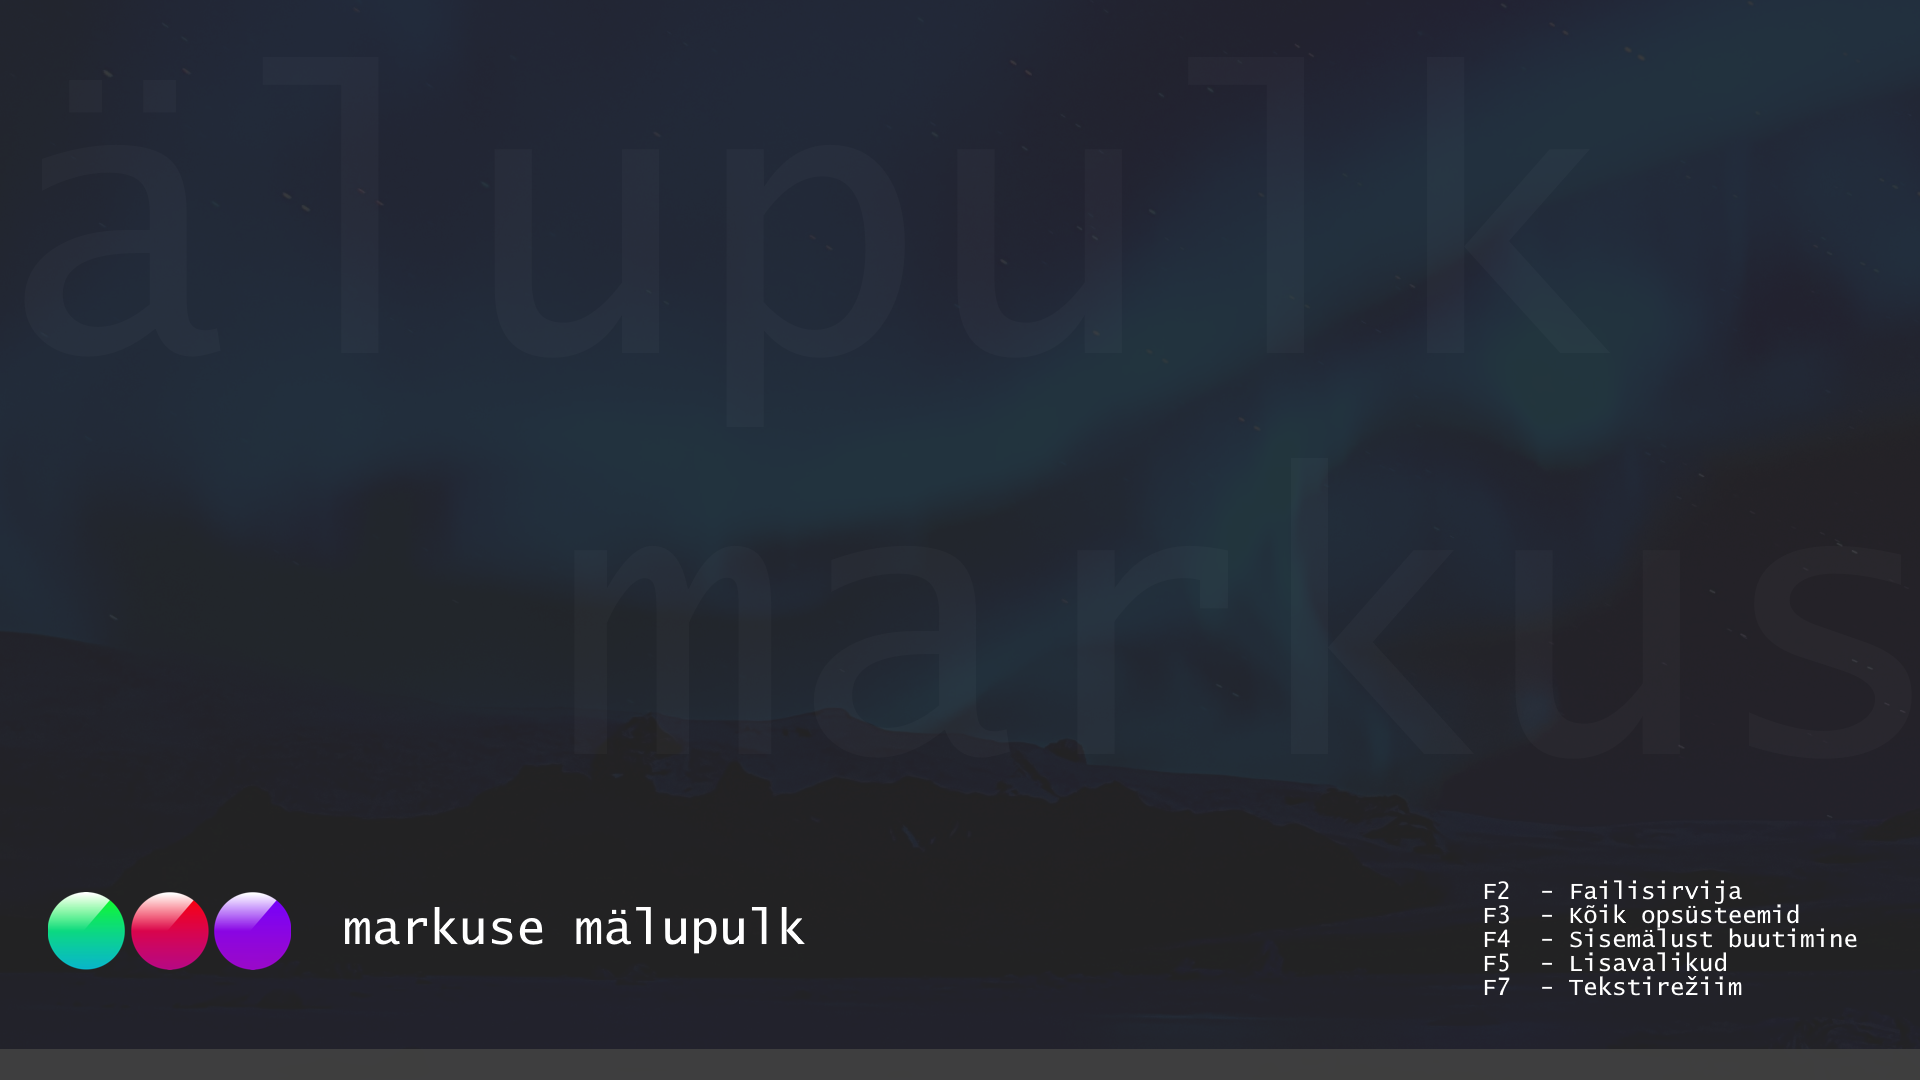 älupulk
markus
markuse mälupulk
F2 - Failisirvija
F3 - Kõik opsüsteemid
F4 - Sisemälust buutimine
F5 - Lisavalikud
F7 - Tekstirežiim